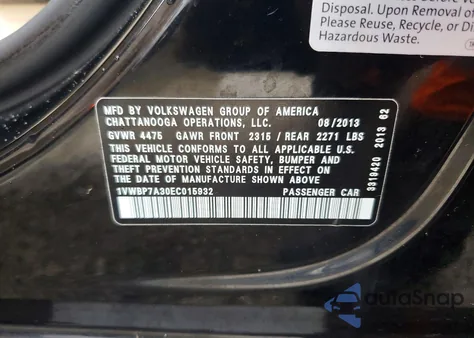 Disposal. Upon Removal of
Please Reuse, Recycle, or Di
Hazardous Waste.
MFD BY VOLKSWAGEN GROUP OF AMERICA
CHATTANOOGA OPERATIONS, LLC. 08/2013
GVWR 4475 GAWR FRONT 2315 / REAR 2271 LBS
THIS VEHICLE CONFORMS TO ALL APPLICABLE U.S.
FEDERAL MOTOR VEHICLE SAFETY, BUMPER AND
THEFT PREVENTION STANDARDS IN EFFECT ON THE
DATE OF MANUFACTURE SHOWN ABOVE.
1VWBP7A30EC015932 PASSENGER CAR
3319420 2013 62
autoSnap